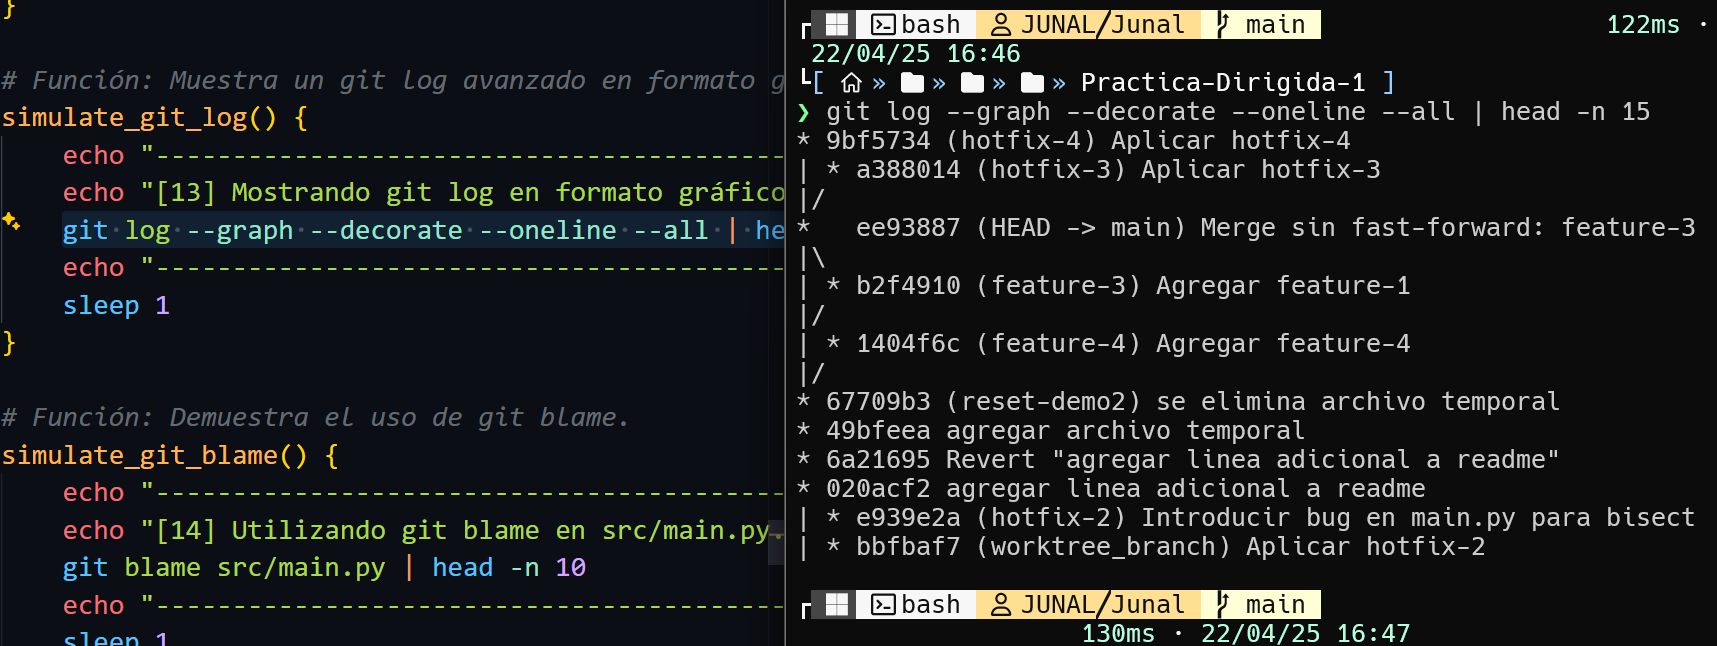 }
# Función: Muestra un git log avanzado en formato g
simulate_git_log() {
echo "-----------------------------------------
echo "[13] Mostrando git log en formato gráfico
git log --graph --decorate --oneline --all | he
echo "-----------------------------------------
sleep 1
}
# Función: Demuestra el uso de git blame.
simulate_git_blame() {
echo "-----------------------------------------
echo "[14] Utilizando git blame en src/main.py.
git blame src/main.py | head -n 10
echo "-----------------------------------------
sleep 1
bash JUNAL/Junal main 122ms ·
22/04/25 16:46
[ » » » » Practica-Dirigida-1 ]
❯ git log --graph --decorate --oneline --all | head -n 15
* 9bf5734 (hotfix-4) Aplicar hotfix-4
| * a388014 (hotfix-3) Aplicar hotfix-3
|/
*   ee93887 (HEAD -> main) Merge sin fast-forward: feature-3
|\
| * b2f4910 (feature-3) Agregar feature-1
|/
| * 1404f6c (feature-4) Agregar feature-4
|/
* 67709b3 (reset-demo2) se elimina archivo temporal
* 49bfeea agregar archivo temporal
* 6a21695 Revert "agregar linea adicional a readme"
* 020acf2 agregar linea adicional a readme
| * e939e2a (hotfix-2) Introducir bug en main.py para bisect
| * bbfbaf7 (worktree_branch) Aplicar hotfix-2
bash JUNAL/Junal main
130ms · 22/04/25 16:47